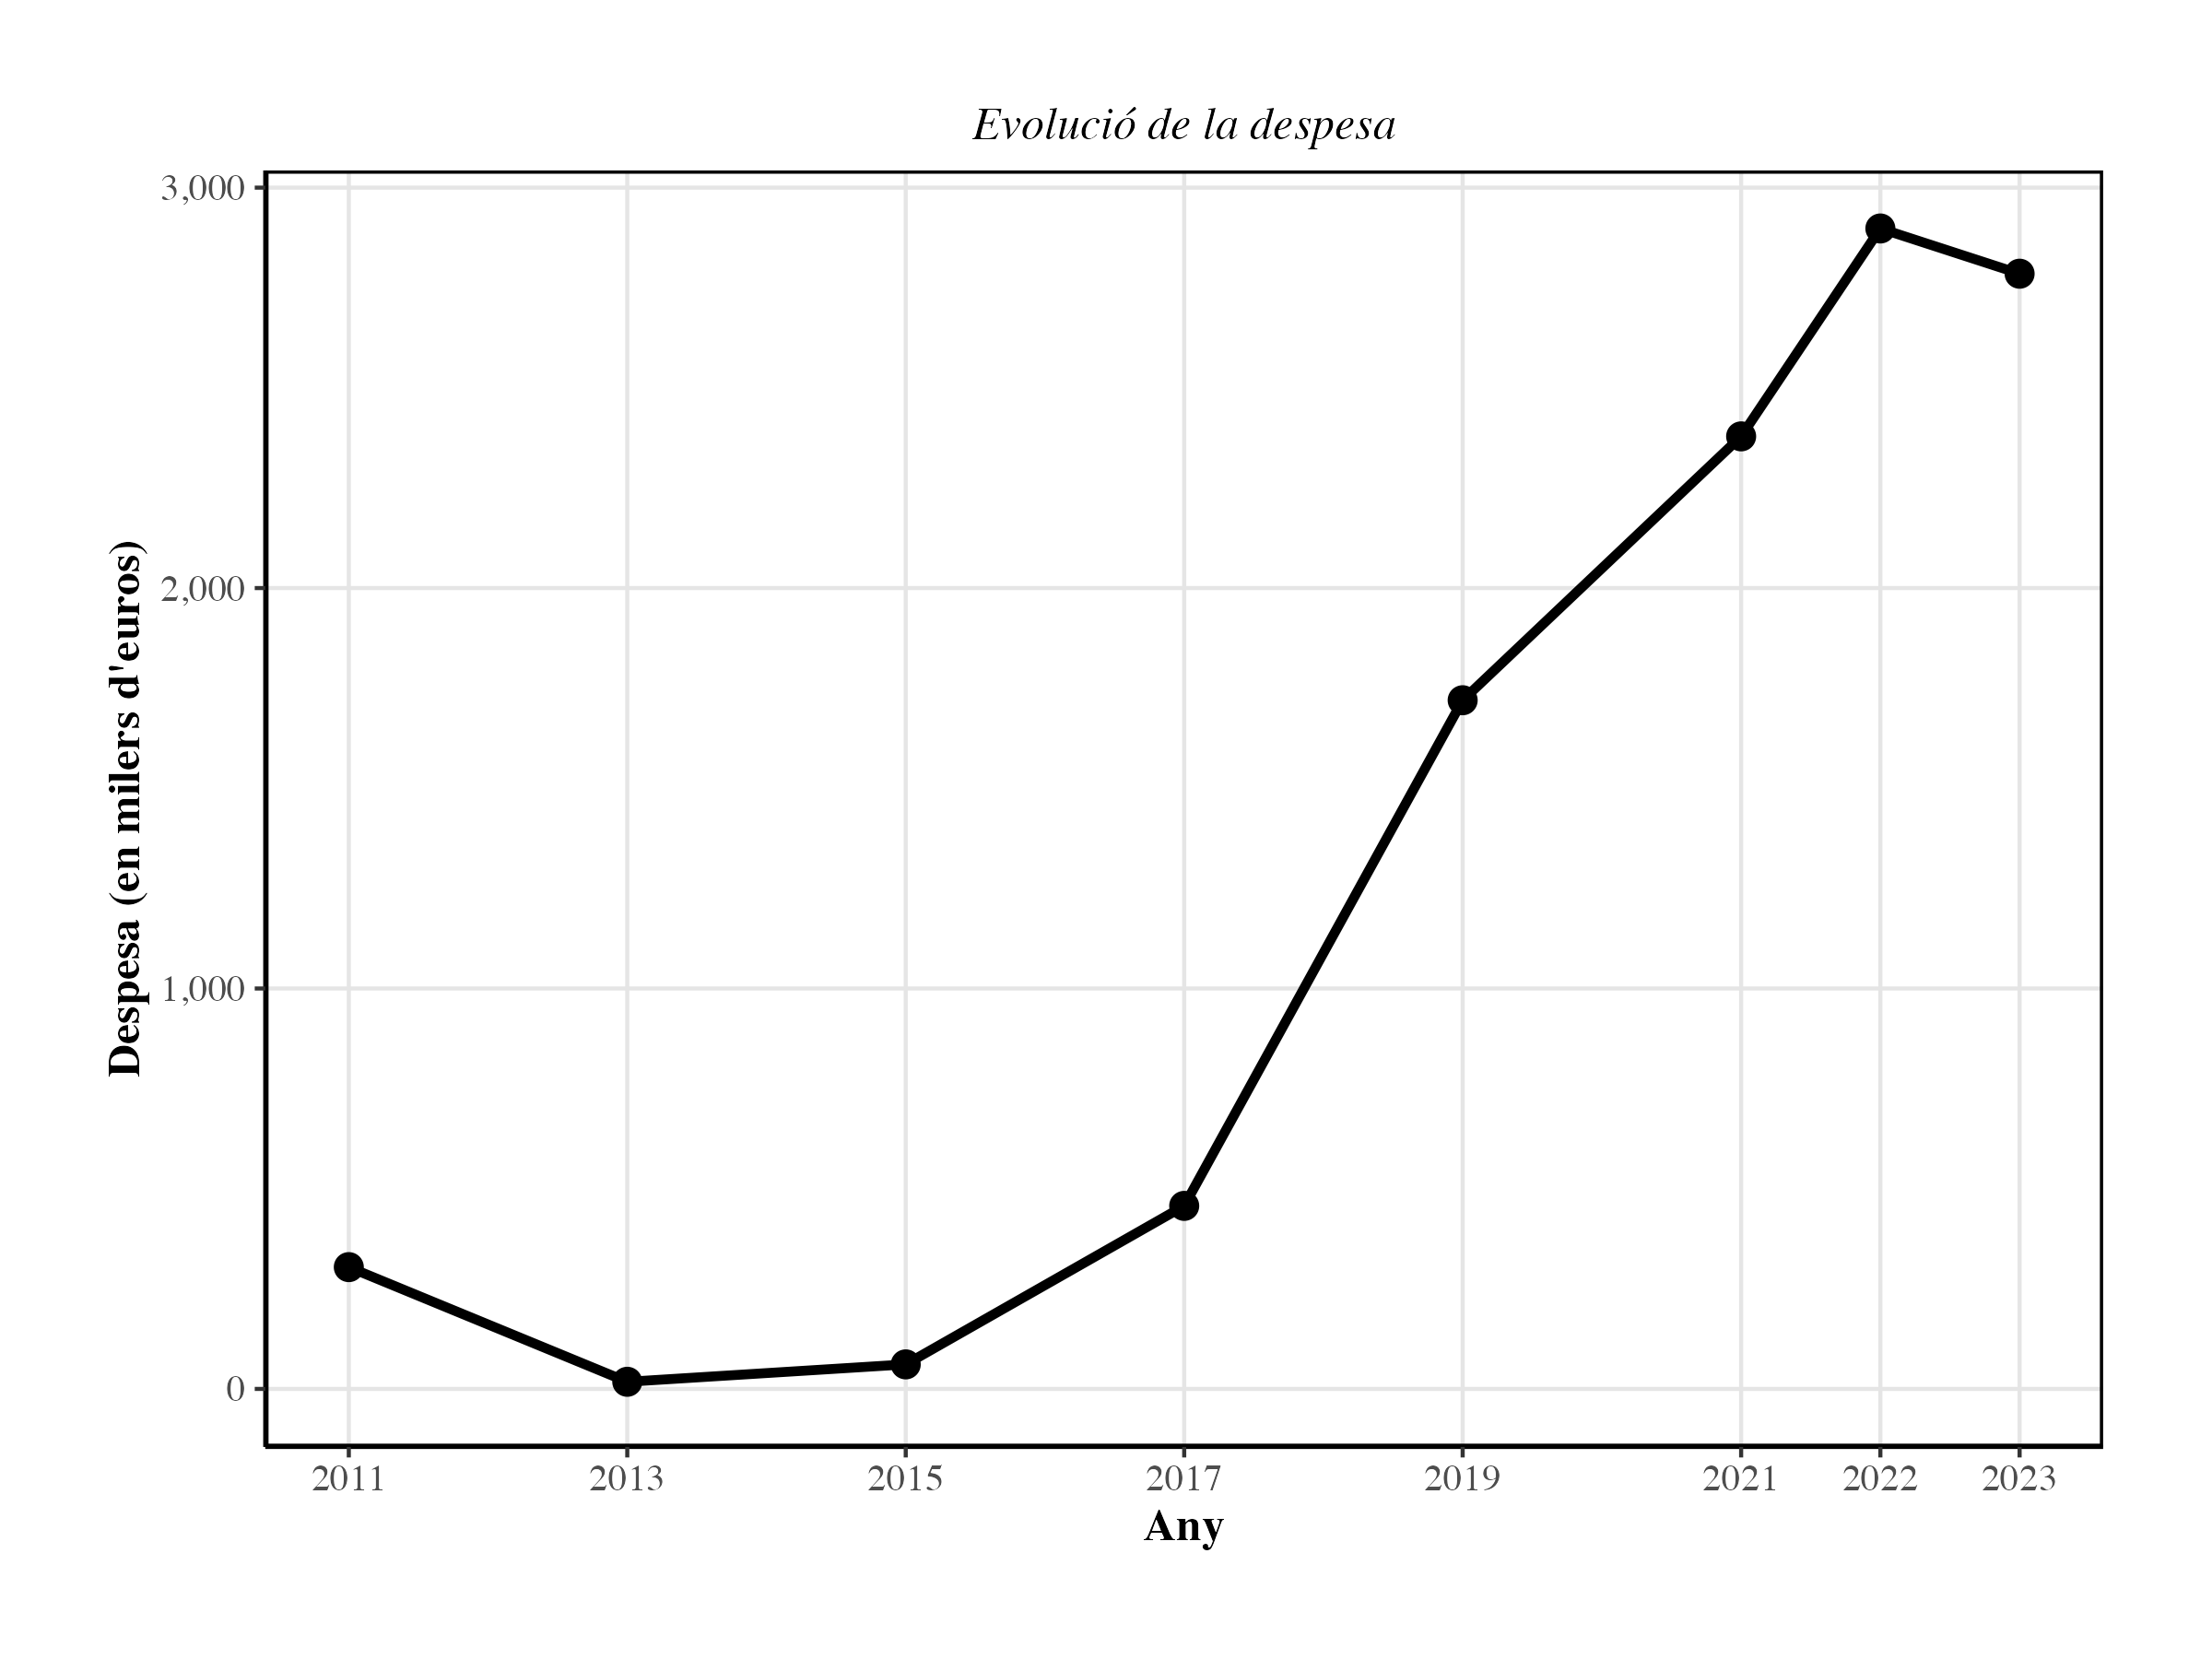 Evolució de la despesa
Despesa (en milers d'euros)
3,000
2,000
1,000
0
2011 2013 2015 2017 2019 2021 2022 2023
Any